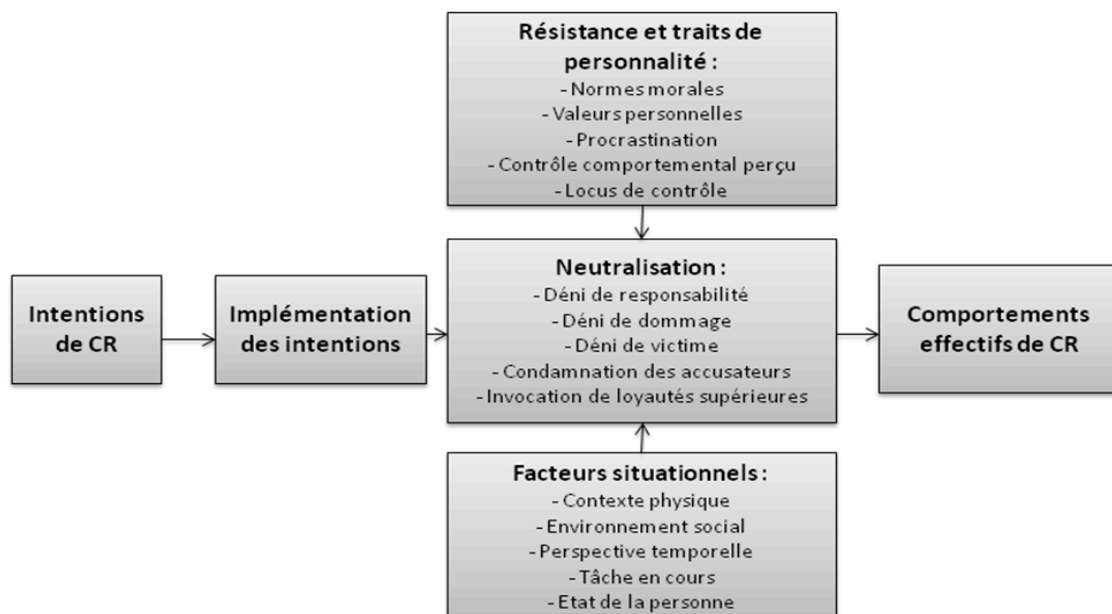 Résistance et traits de
personnalité :
- Normes morales
- Valeurs personnelles
- Procrastination
- Contrôle comportemental perçu
- Locus de contrôle
Intentions
de CR
Implémentation
des intentions
Neutralisation :
- Déni de responsabilité
- Déni de dommage
- Déni de victime
- Condamnation des accusateurs
- Invocation de loyautés supérieures
Comportements
effectifs de CR
Facteurs situationnels :
- Contexte physique
- Environnement social
- Perspective temporelle
- Tâche en cours
- Etat de la personne